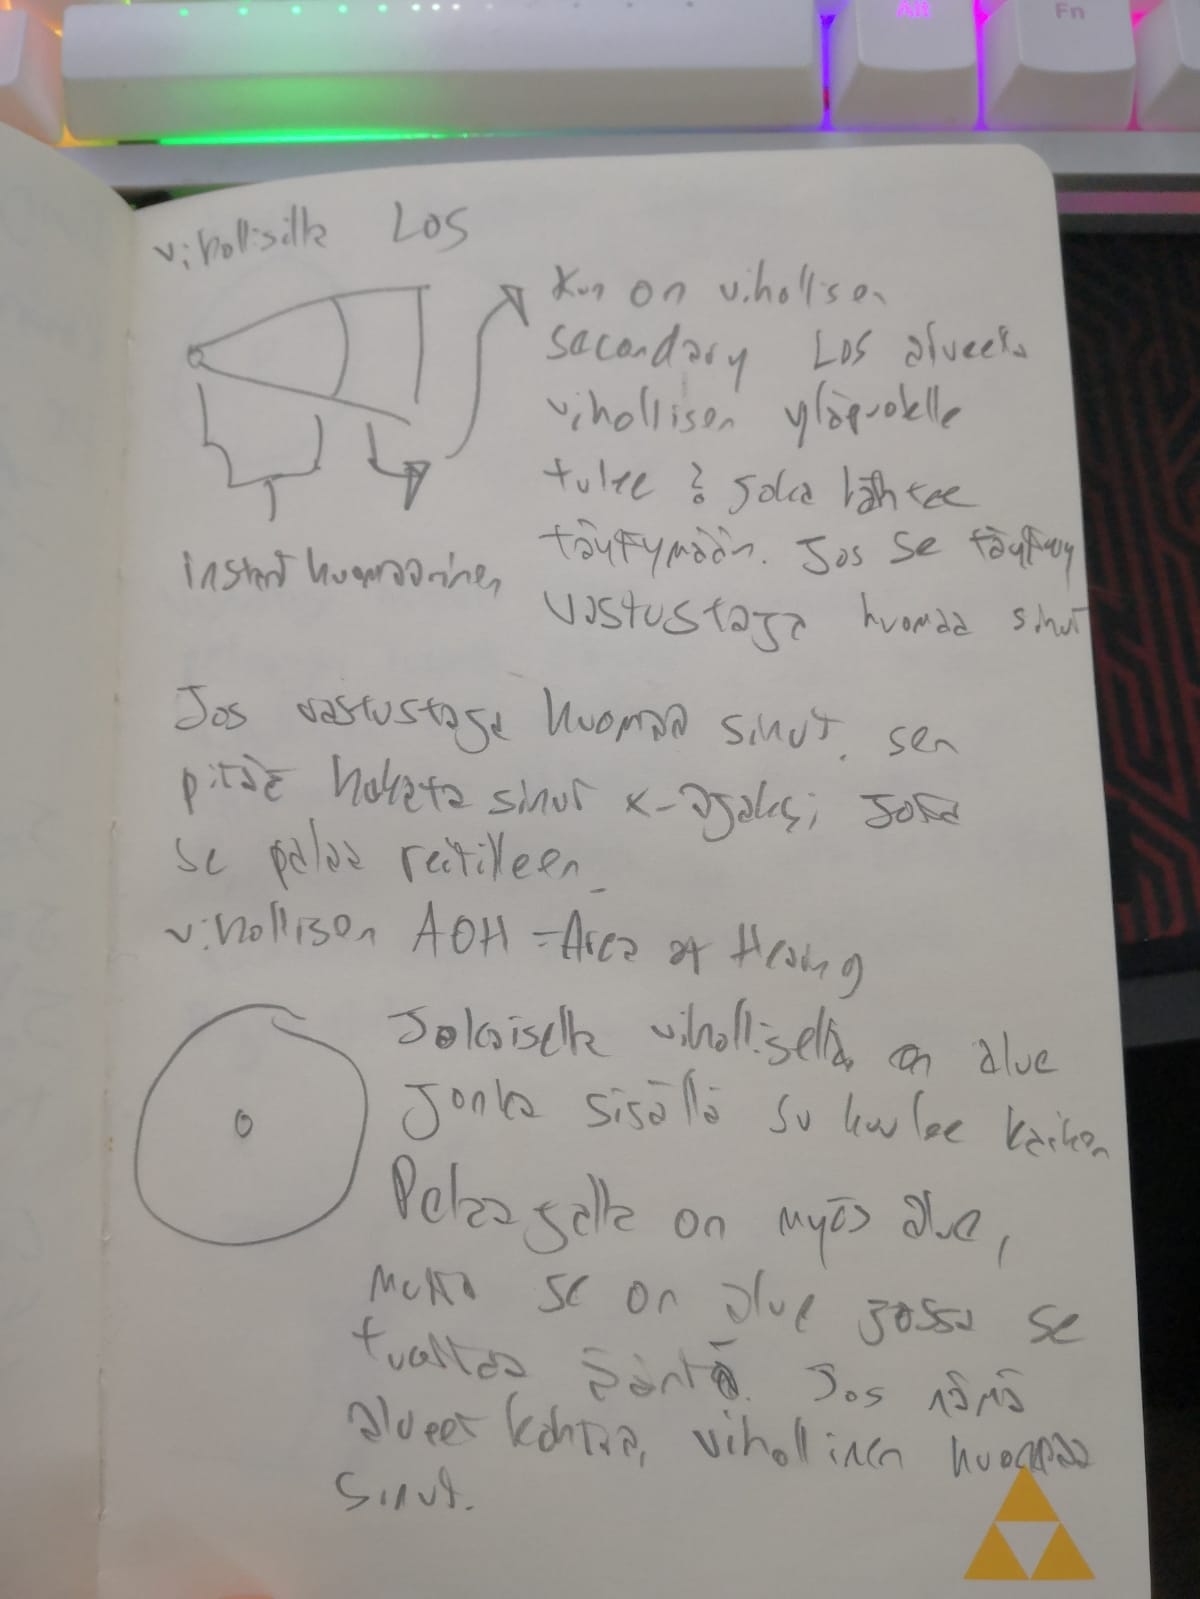 Alt
Fn
vihollisilla LOS
Kun on vihollisen
secondary LOS alueella
vihollisen yläpuolelle
tulee ? joka lähtee
täyttymään. Jos se täyttyy
vastustaja huomaa sinut
instant huomaaminen
Jos vastustaja huomaa sinut, sen
pitää hukata sinut x-ajaksi, jotta
se palaa reitilleen
vihollisen AOH = Area of Hearing
Jokaisella vihollisella on alue
jonka sisällä se kuulee kaiken
Pelaajalla on myös alue,
mutta se on alue jossa se
tuottaa ääntä. Jos nämä
alueet kohtaa, vihollinen huomaa
sinut.